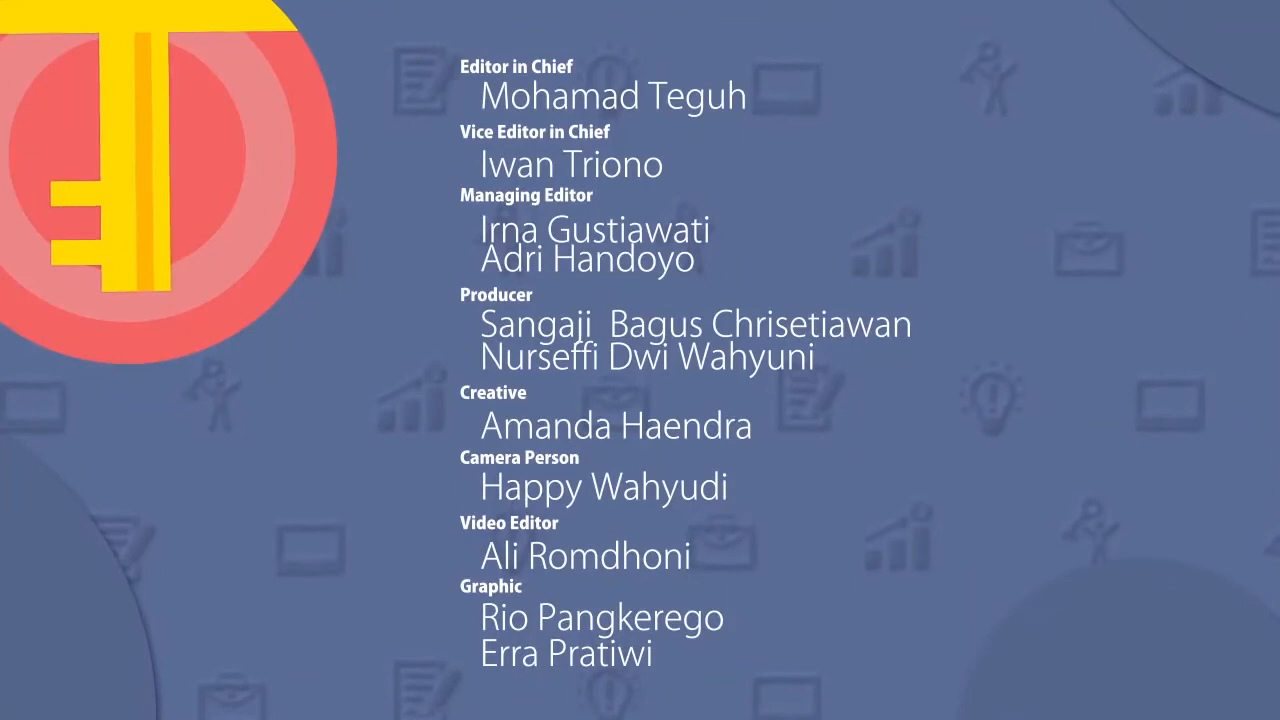 Editor in Chief
Mohamad Teguh
Vice Editor in Chief
Iwan Triono
Managing Editor
Irna Gustiawati
Adri Handoyo
Producer
Sangaji  Bagus Chrisetiawan
Nurseffi Dwi Wahyuni
Creative
Amanda Haendra
Camera Person
Happy Wahyudi
Video Editor
Ali Romdhoni
Graphic
Rio Pangkerego
Erra Pratiwi